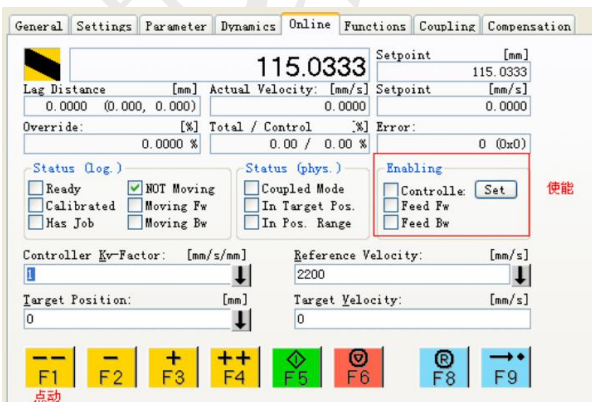 General Settings Parameter Dynamics Online Functions Coupling Compensation
115.0333
Setpoint [mm]
115.0333
Lag Distance [mm] Actual Velocity: [mm/s] Setpoint [mm/s]
0.0000 (0.000, 0.000) 0.0000 0.0000
Override: [%] Total / Control [%] Error:
0.0000 % 0.00 / 0.00 % 0 (0x0)
Status (log.) Status (phys.) Enabling
Ready NOT Moving Coupled Mode Controlle: Set 使能
Calibrated Moving Fw In Target Pos. Feed Fw
Has Job Moving Bw In Pos. Range Feed Bw
Controller Kv-Factor: [mm/s/mm] Reference Velocity: [mm/s]
1 2200
Target Position: [mm] Target Velocity: [mm/s]
0 0
-- - + ++
F1 F2 F3 F4 F5 F6 F8 F9
点动